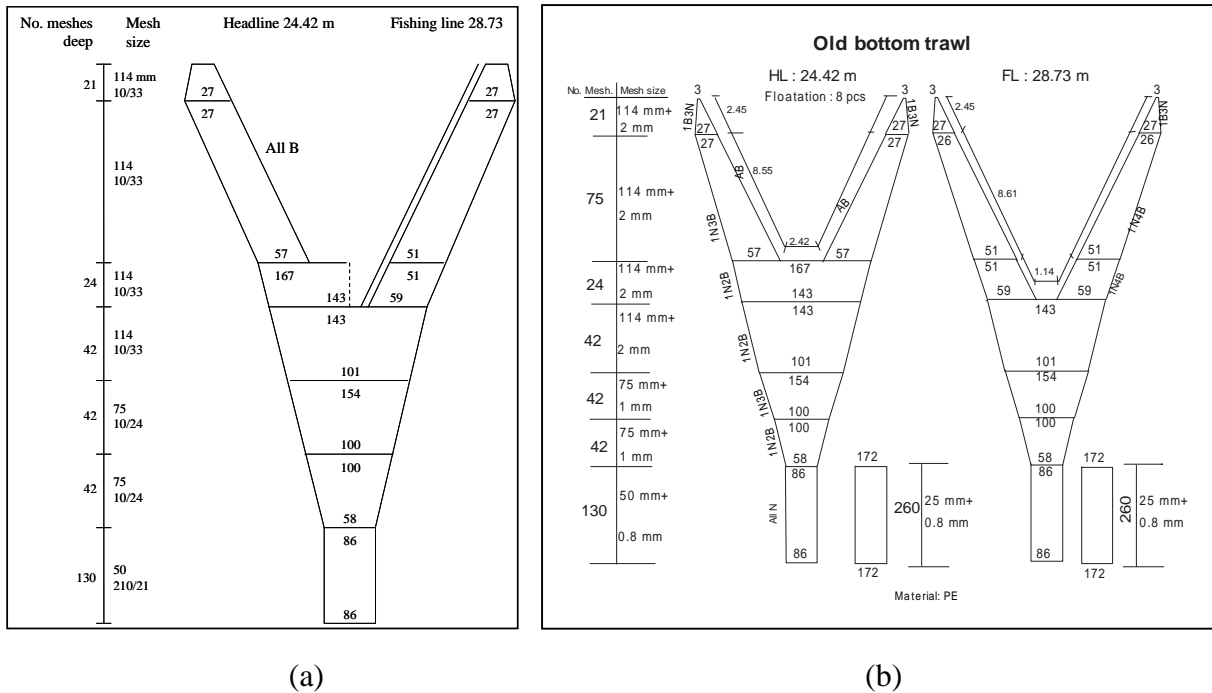 No. meshes deep
Mesh size
Headline 24.42 m
Fishing line 28.73
21
114 mm
10/33
27
27
27
27
All B
114
10/33
57
51
167
51
24
114
10/33
143
59
143
42
114
10/33
101
154
42
75
10/24
100
100
42
75
10/24
58
86
130
50
210/21
86
(a)
Old bottom trawl
HL : 24.42 m
FL : 28.73 m
Floatation : 8 pcs
No. Mesh.
Mesh size
21
114 mm+
2 mm
3
3
3
3
1B3N
2.45
1B3N
2.45
1B3N
27
27
27
27
27
27
26
26
75
114 mm+
2 mm
AB
8.55
AB
8.61
1N3B
1N4B
2.42
57
57
167
51
51
51
51
24
114 mm+
2 mm
1N2B
1.14
1N4B
143
143
59
59
143
42
114 mm+
2 mm
1N2B
101
154
101
154
42
75 mm+
1 mm
1N3B
100
100
100
100
42
75 mm+
1 mm
1N2B
58
86
172
58
86
172
130
50 mm+
0.8 mm
All N
260
25 mm+
0.8 mm
260
25 mm+
0.8 mm
86
172
86
172
Material: PE
(b)